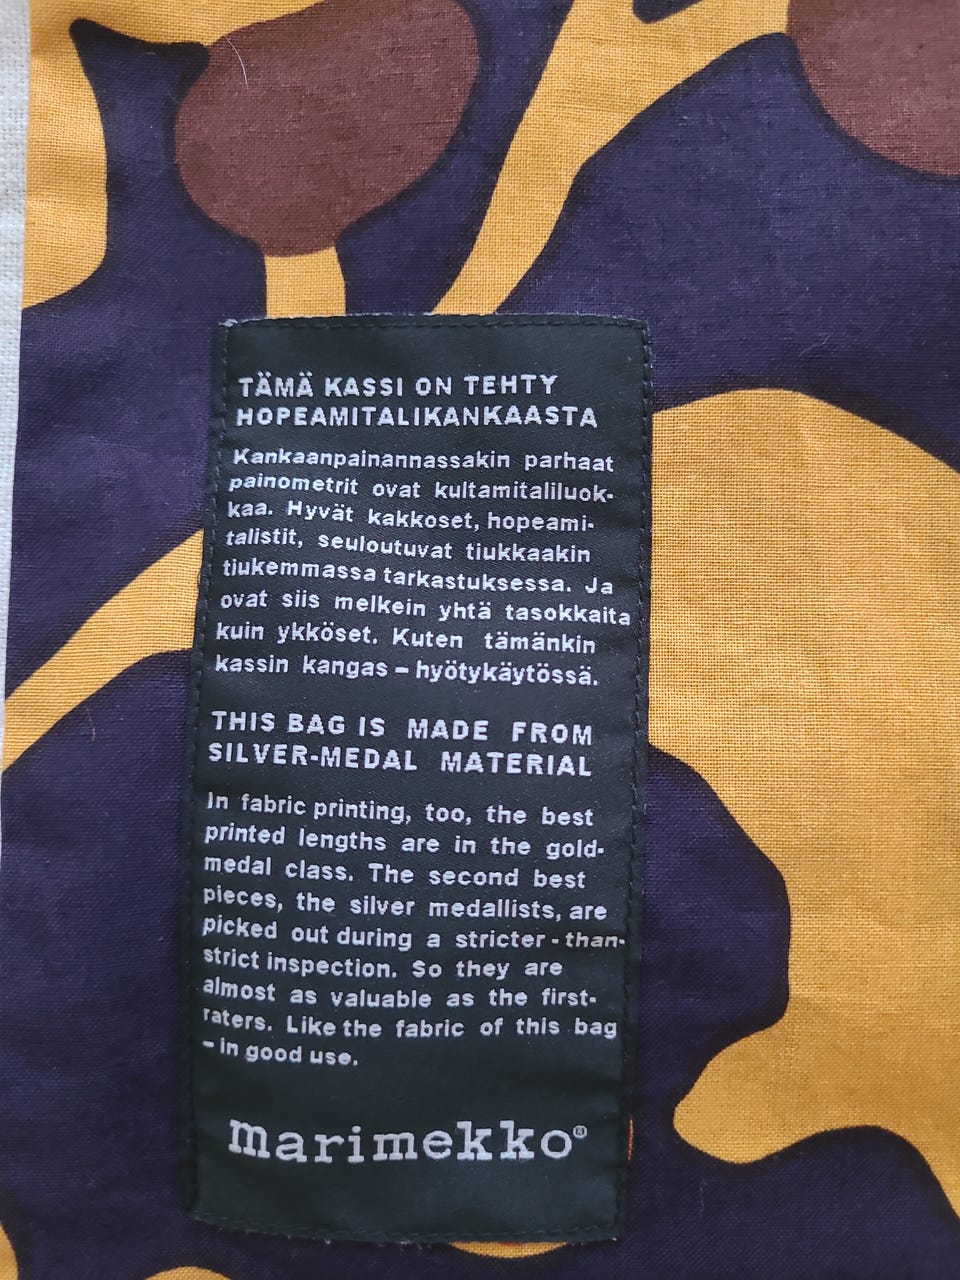 TÄMÄ KASSI ON TEHTY
HOPEAMITALIKANKAASTA
Kankaanpainannassakin parhaat
painometrit ovat kultamitaliluok-
kaa. Hyvät kakkoset, hopeami-
talistit, seuloutuvat tiukkaakin
tiukemmassa tarkastuksessa. Ja
ovat siis melkein yhtä tasokkaita
kuin ykköset. Kuten tämänkin
kassin kangas – hyötykäytössä.
THIS BAG IS MADE FROM
SILVER-MEDAL MATERIAL
In fabric printing, too, the best
printed lengths are in the gold-
medal class. The second best
pieces, the silver medallists, are
picked out during a stricter-than-
strict inspection. So they are
almost as valuable as the first-
raters. Like the fabric of this bag
– in good use.
marimekko®